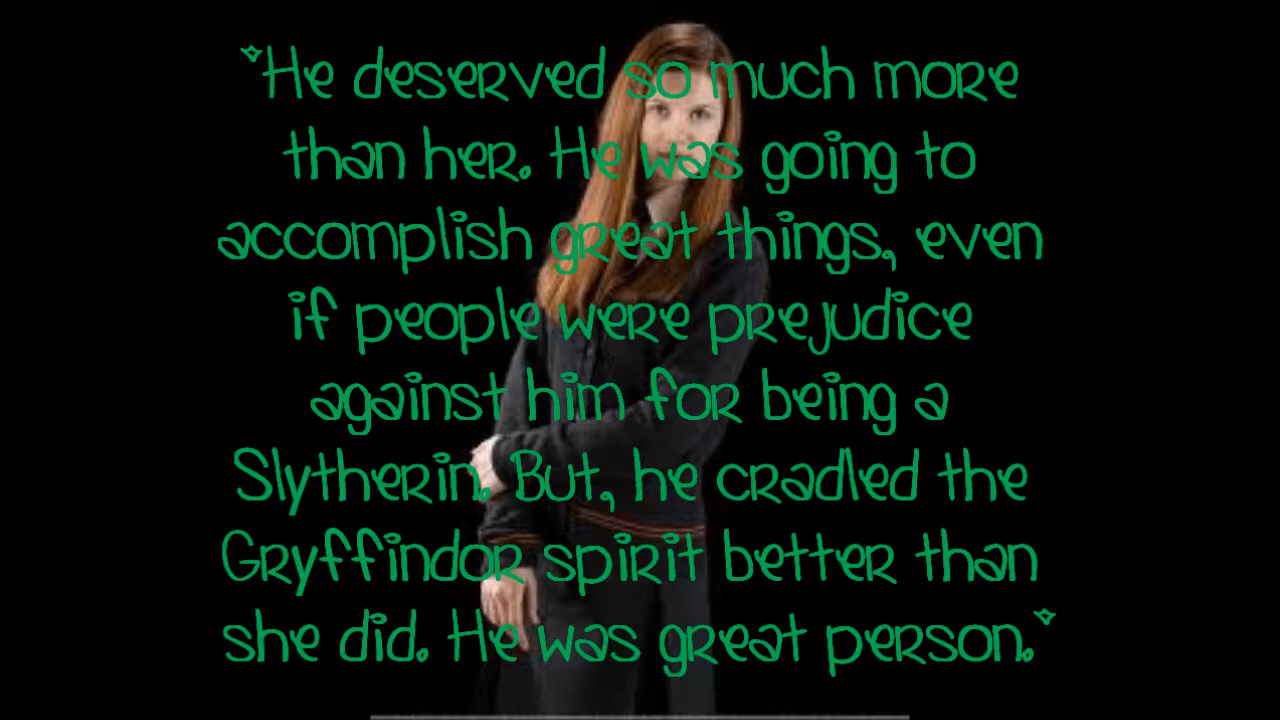 "He deserved so much more
than her. He was going to
accomplish great things, even
if people were prejudice
against him for being a
Slytherin. But, he cradled the
Gryffindor spirit better than
she did. He was great person."